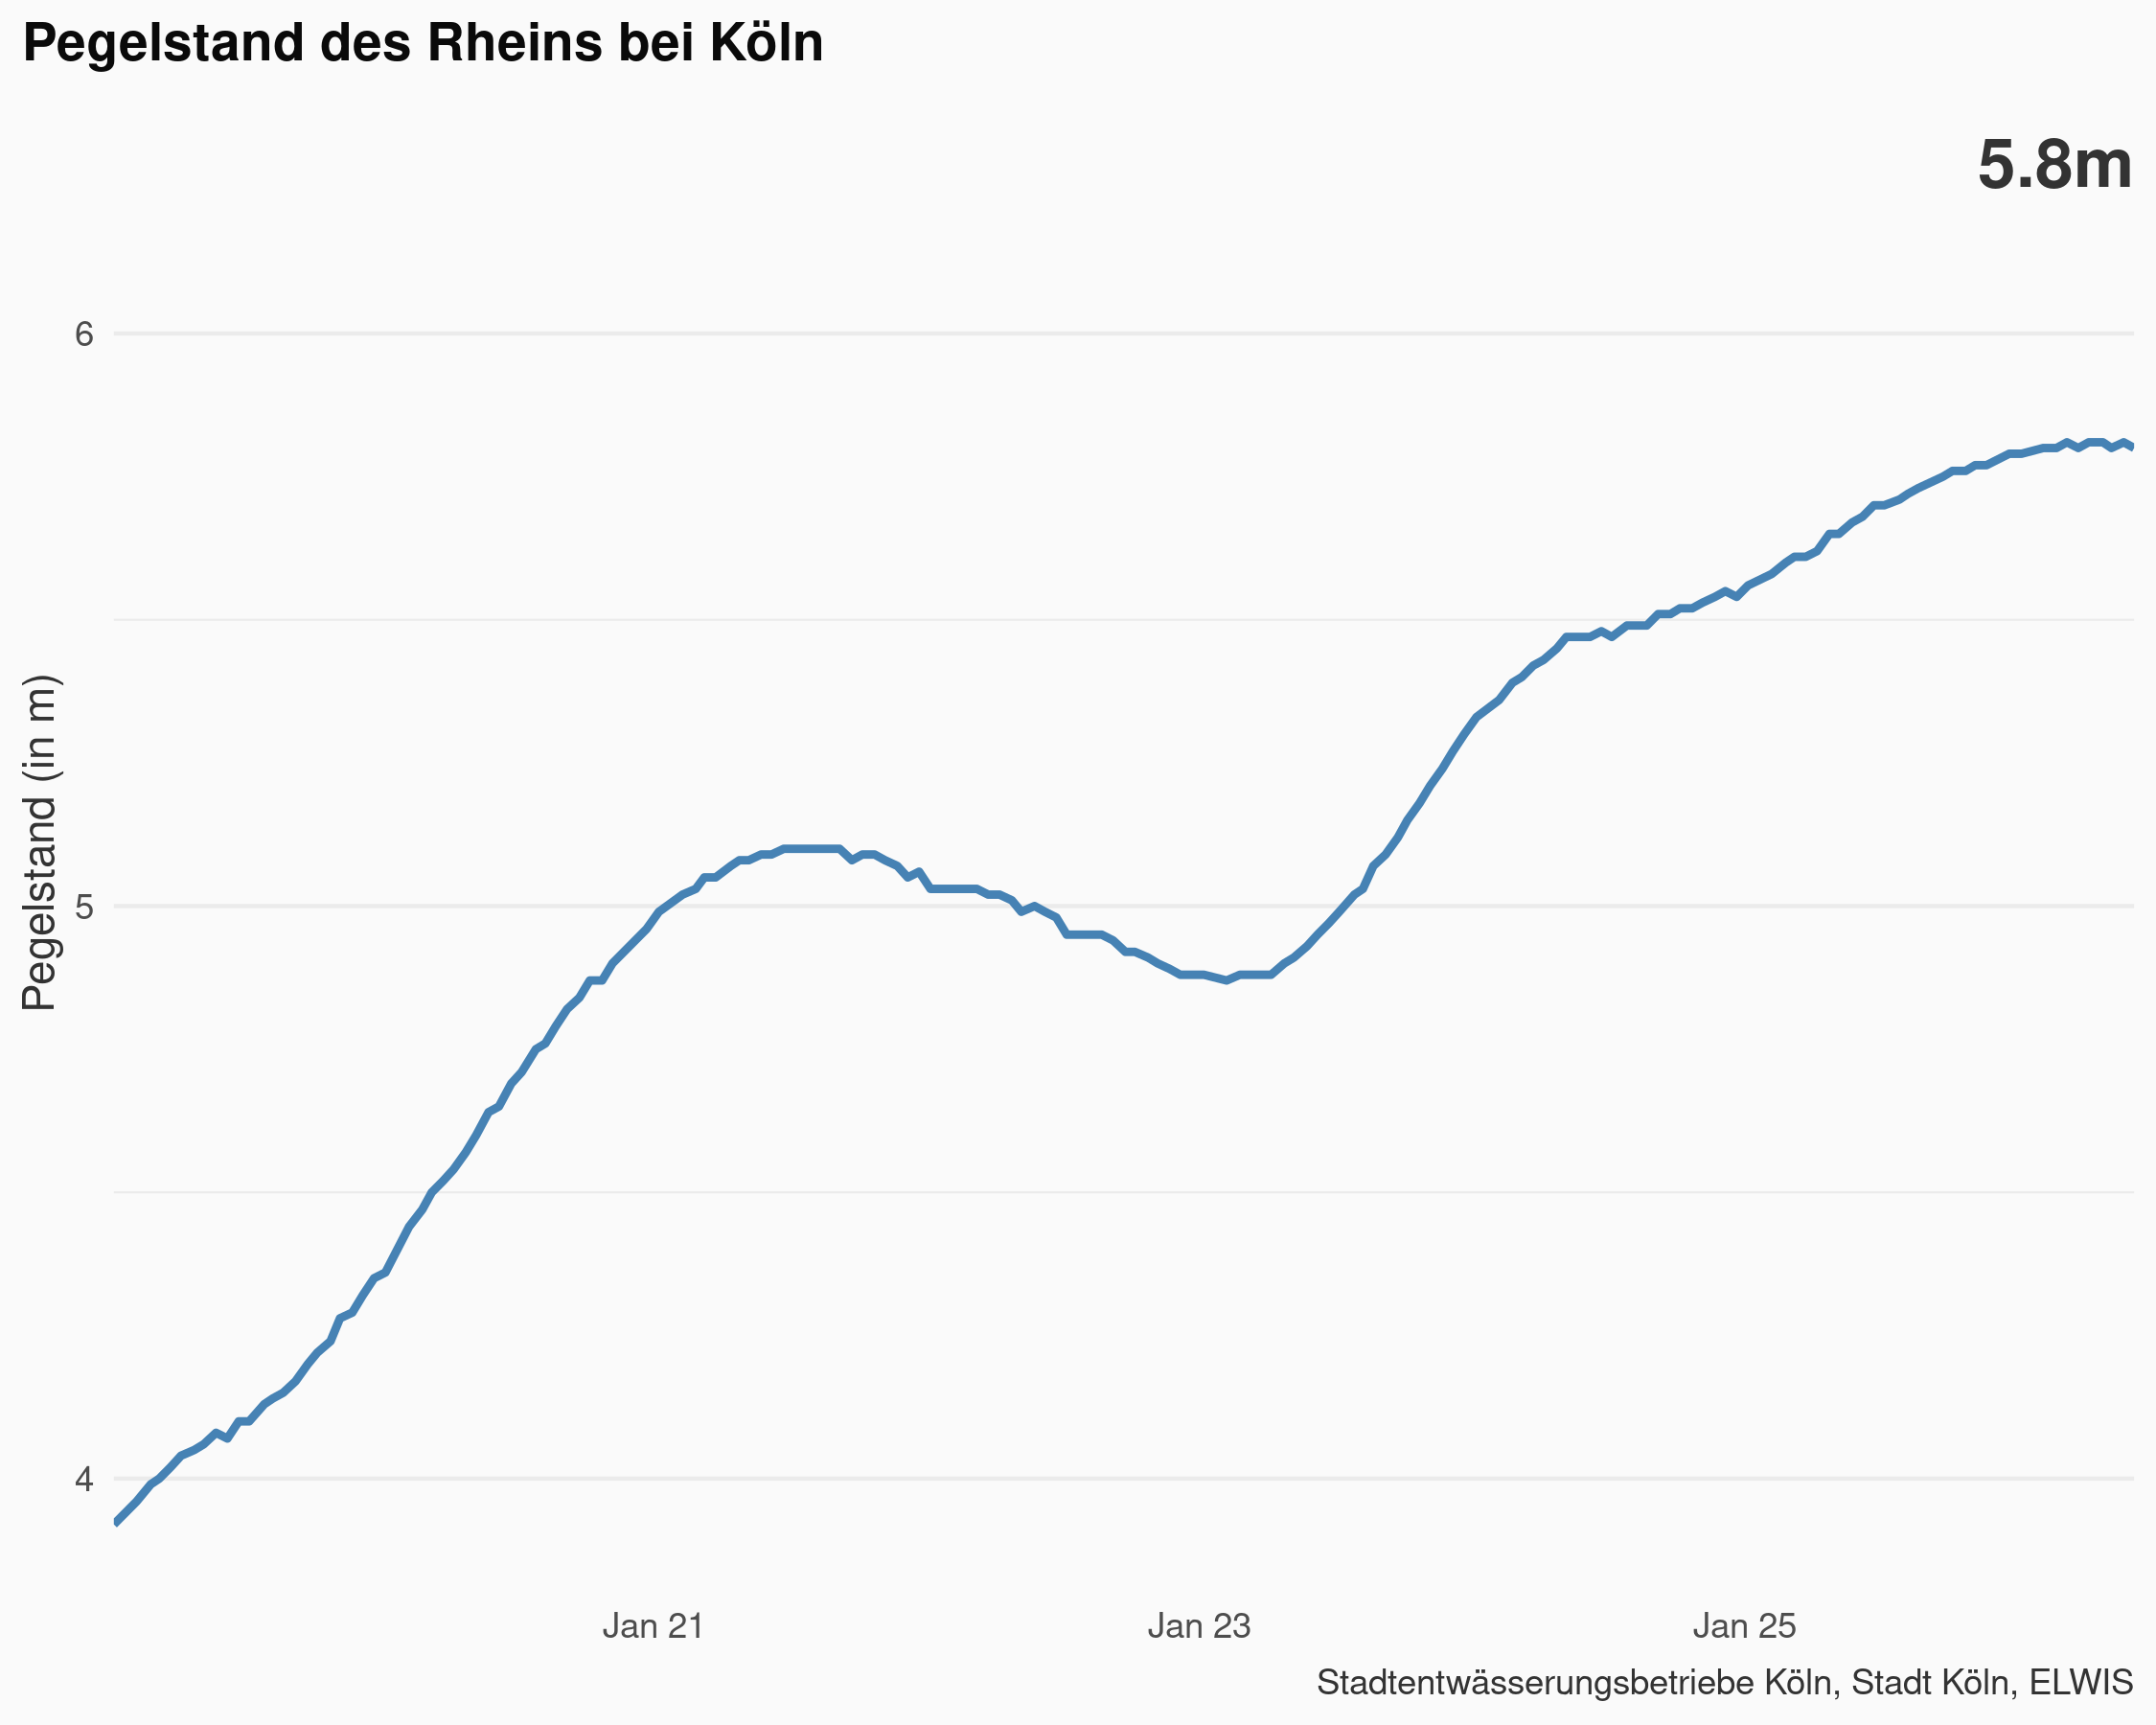 Pegelstand des Rheins bei Köln
5.8m
Pegelstand (in m)
6
5
4
Jan 21
Jan 23
Jan 25
Stadtentwässerungsbetriebe Köln, Stadt Köln, ELWIS